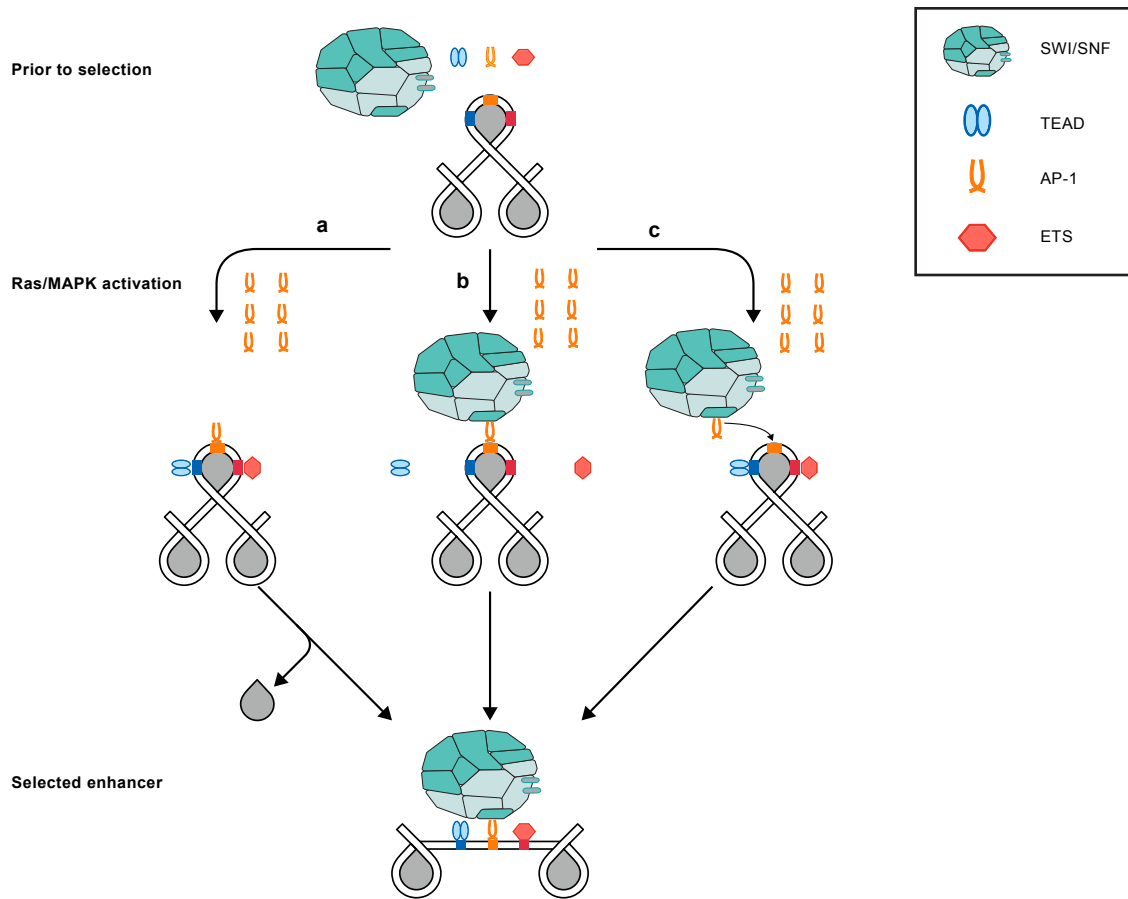 Prior to selection
SWI/SNF
TEAD
AP-1
ETS
a
c
Ras/MAPK activation
b
Selected enhancer